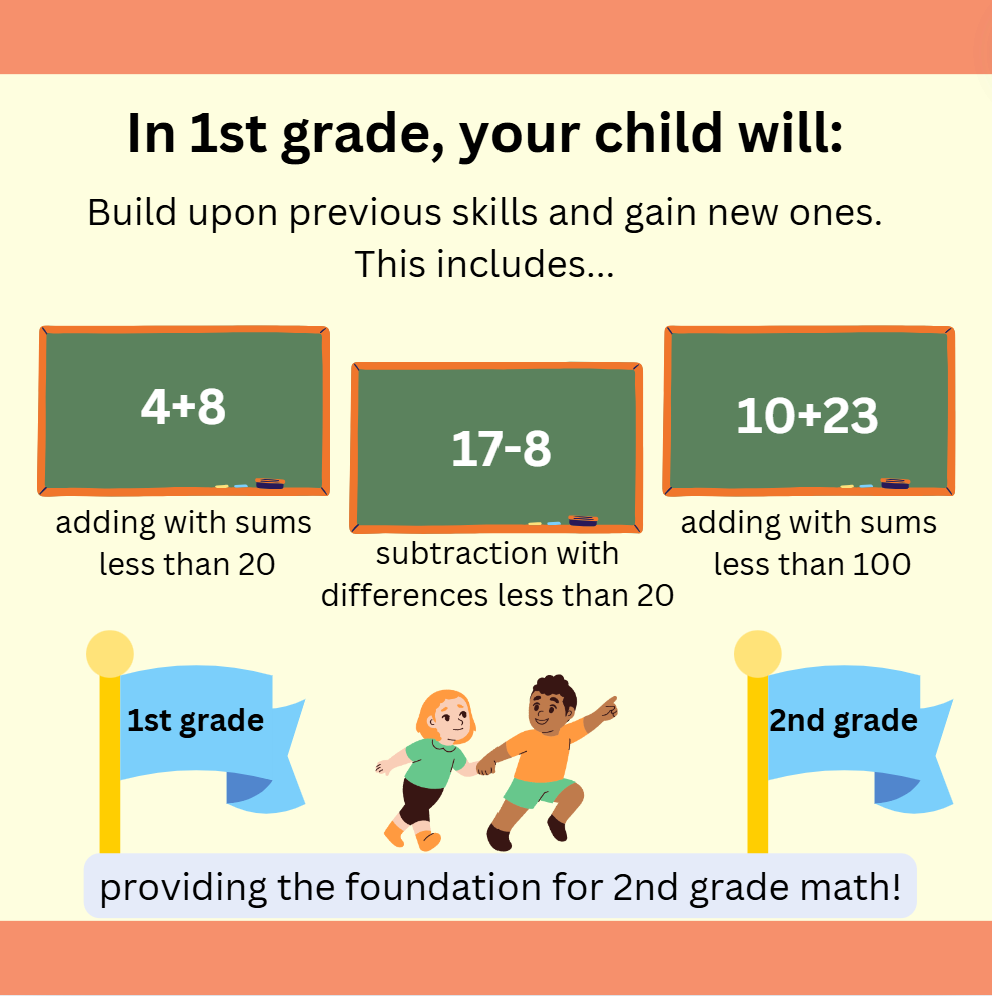 In 1st grade, your child will:
Build upon previous skills and gain new ones.
This includes...
4+8
17-8
10+23
adding with sums
less than 20
subtraction with
differences less than 20
adding with sums
less than 100
1st grade
2nd grade
providing the foundation for 2nd grade math!